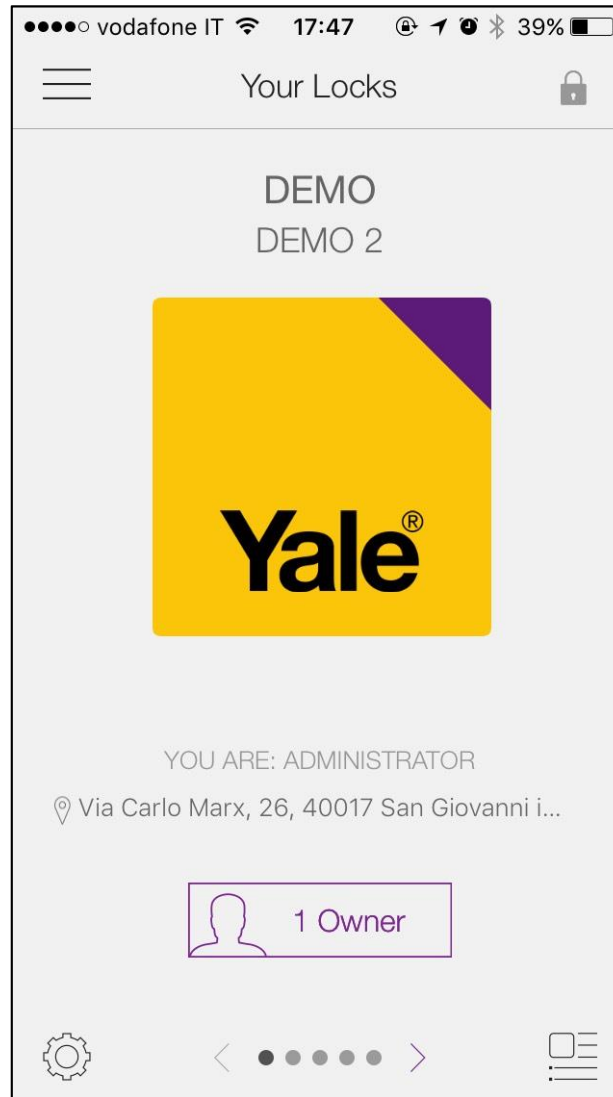 vodafone IT 17:47 39%
Your Locks
DEMO
DEMO 2
Yale®
YOU ARE: ADMINISTRATOR
Via Carlo Marx, 26, 40017 San Giovanni i...
1 Owner